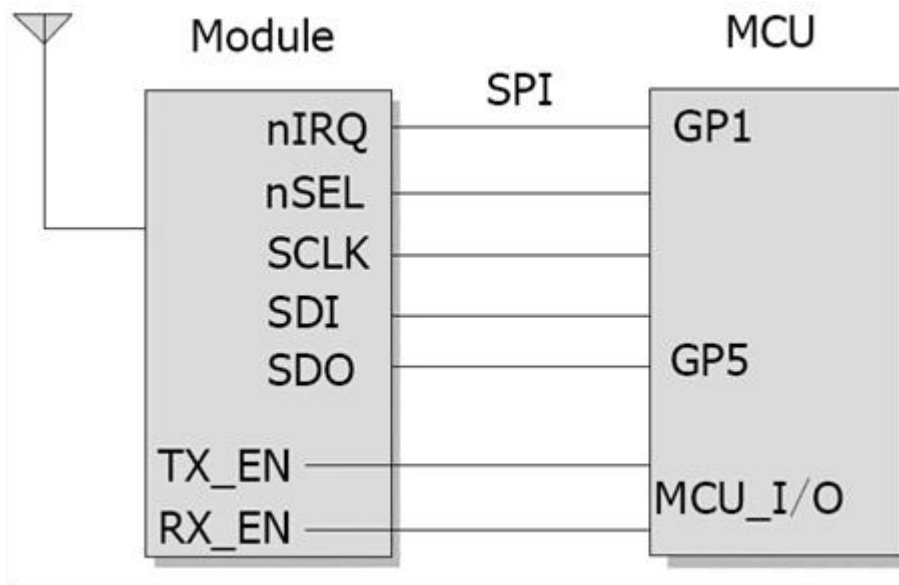 Module
MCU
SPI
nIRQ
GP1
nSEL
SCLK
SDI
SDO
GP5
TX_EN
MCU_I/O
RX_EN